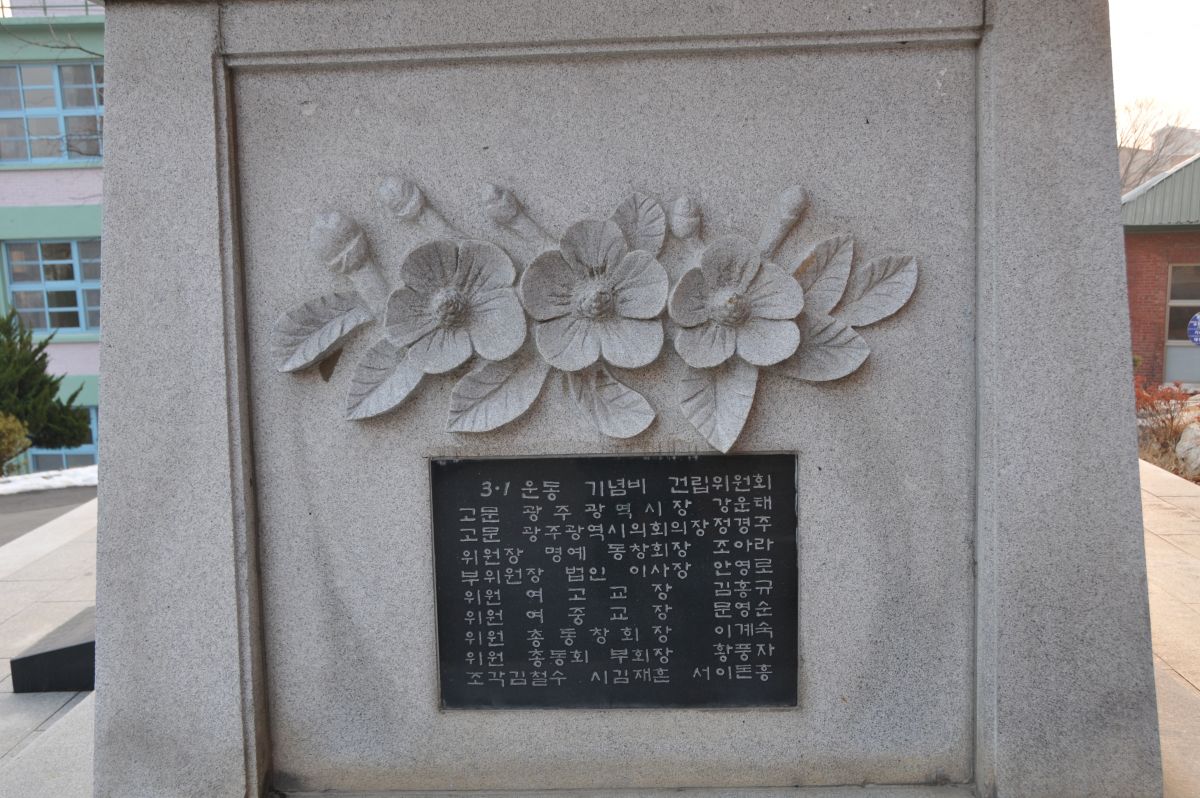 3·1 운동 기념비 건립위원회
고문 광주광역시장 강운태
고문 광주광역시의회의장정경주
위원장 명예 동창회장 조아라
부위원장 법인 이사장 안영로
위원 여고교장 김홍규
위원 여중교장 문영순
위원 총동창회장 이계숙
위원 총동회 부회장 황풍자
조각김철수 시김재흔 서이돈흥